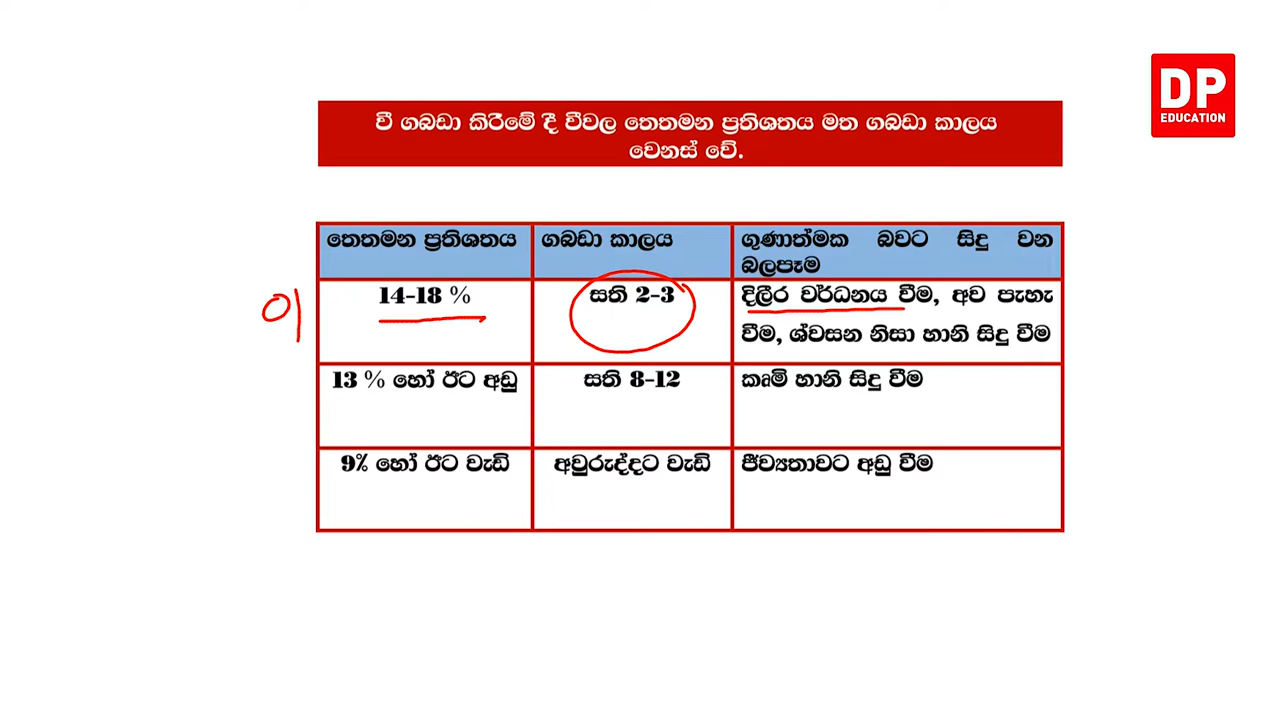 DP
EDUCATION
වී ගබඩා කිරීමේ දී වීවල තෙතමන ප්‍රතිශතය මත ගබඩා කාලය
වෙනස් වේ.
තෙතමන ප්‍රතිශතය
ගබඩා කාලය
ගුණාත්මක බවට සිදු වන
බලපෑම
14-18 %
සති 2-3
දිලීර වර්ධනය වීම, අව පැහැ
වීම, ශ්වසන නිසා හානි සිදු වීම
13 % හෝ ඊට අඩු
සති 8-12
කෘමි හානි සිදු වීම
9% හෝ ඊට වැඩි
අවුරුද්දට වැඩි
ජීව්‍යතාවට අඩු වීම